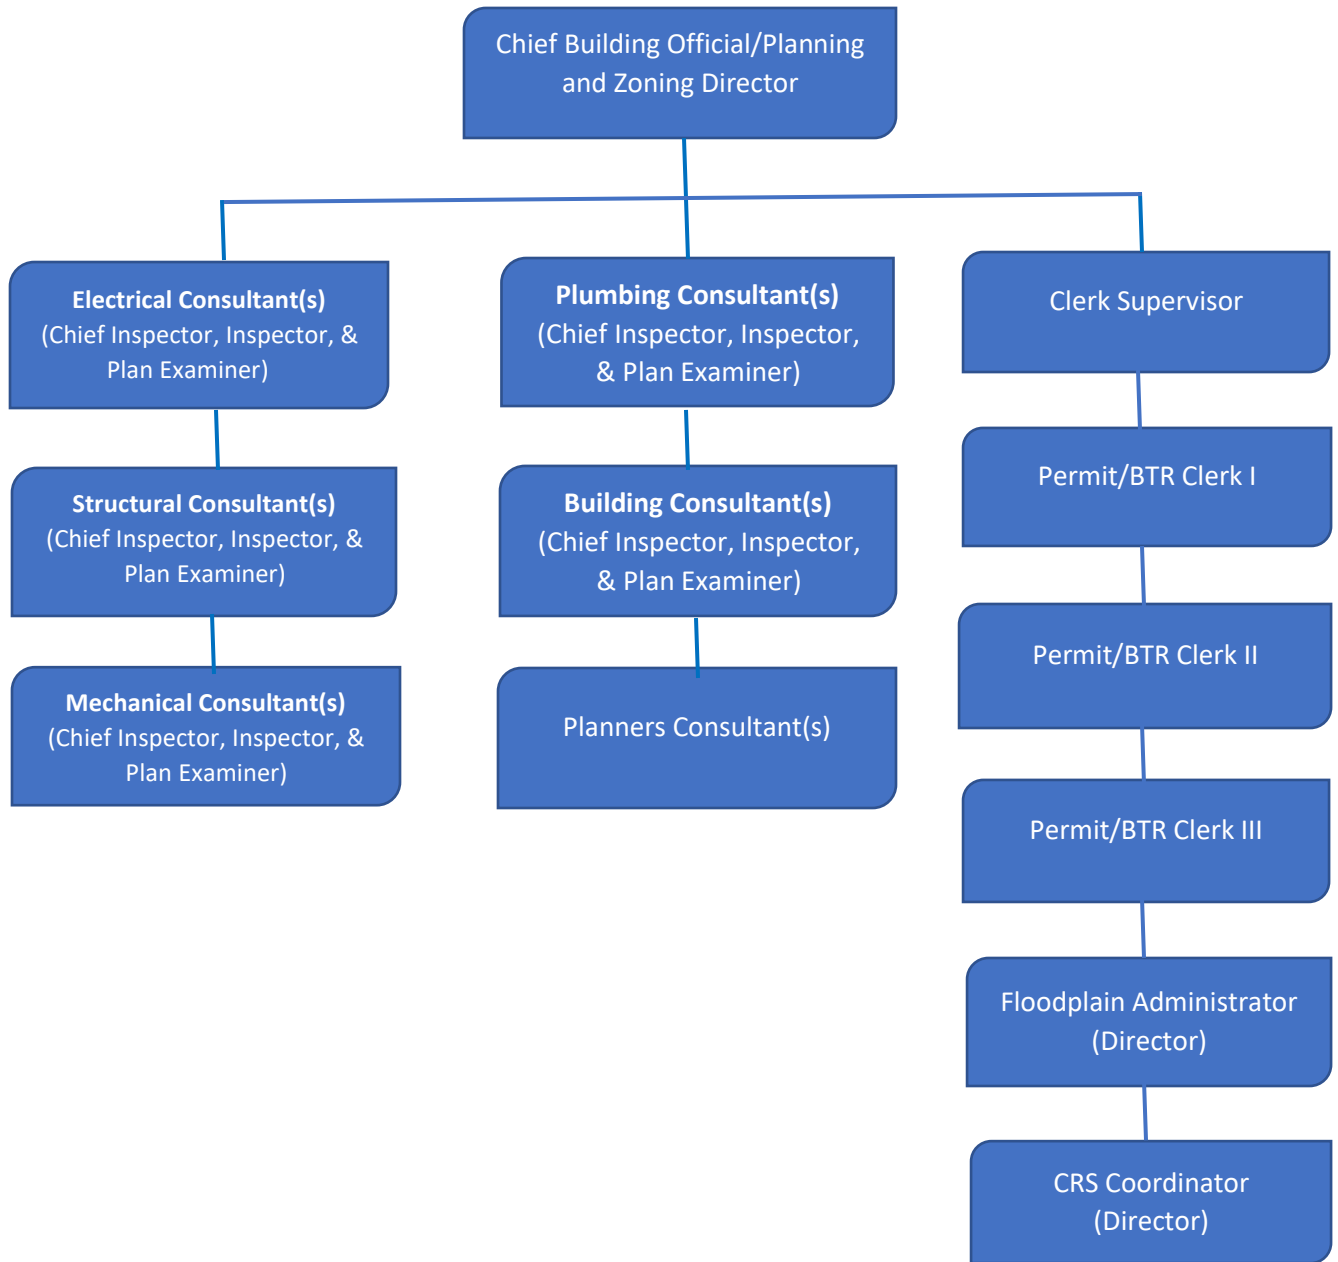 Chief Building Official/Planning
and Zoning Director
Electrical Consultant(s)
(Chief Inspector, Inspector, &
Plan Examiner)
Structural Consultant(s)
(Chief Inspector, Inspector, &
Plan Examiner)
Mechanical Consultant(s)
(Chief Inspector, Inspector, &
Plan Examiner)
Plumbing Consultant(s)
(Chief Inspector, Inspector,
& Plan Examiner)
Building Consultant(s)
(Chief Inspector, Inspector,
& Plan Examiner)
Planners Consultant(s)
Clerk Supervisor
Permit/BTR Clerk I
Permit/BTR Clerk II
Permit/BTR Clerk III
Floodplain Administrator
(Director)
CRS Coordinator
(Director)